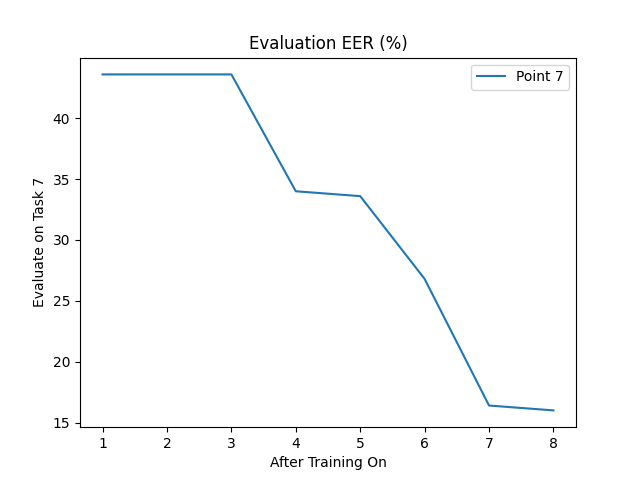 Evaluation EER (%)
Point 7
Evaluate on Task 7
40
35
30
25
20
15
1 2 3 4 5 6 7 8
After Training On